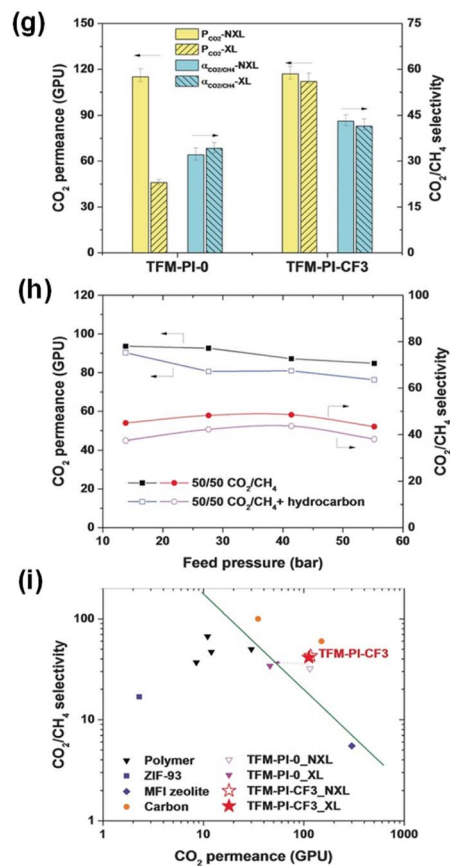 (g)
P_CO2-NXL
P_CO2-XL
α_CO2/CH4-NXL
α_CO2/CH4-XL
CO2 permeance (GPU)
150
120
90
60
30
0
75
60
45
30
15
0
CO2/CH4 selectivity
TFM-PI-0 TFM-PI-CF3
(h)
CO2 permeance (GPU)
120
100
80
60
40
20
0
100
80
60
40
20
0
CO2/CH4 selectivity
50/50 CO2/CH4
50/50 CO2/CH4+ hydrocarbon
10 20 30 40 50 60
Feed pressure (bar)
(i)
CO2/CH4 selectivity
100
10
1
TFM-PI-CF3
Polymer
ZIF-93
MFI zeolite
Carbon
TFM-PI-0_NXL
TFM-PI-0_XL
TFM-PI-CF3_NXL
TFM-PI-CF3_XL
1 10 100 1000
CO2 permeance (GPU)